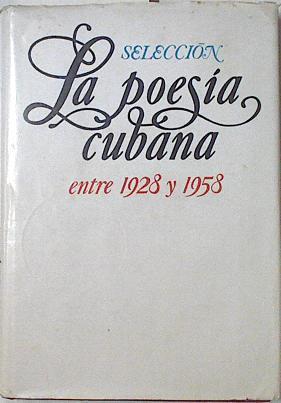 SELECCIÓN
La poesía
cubana
entre 1928 y 1958